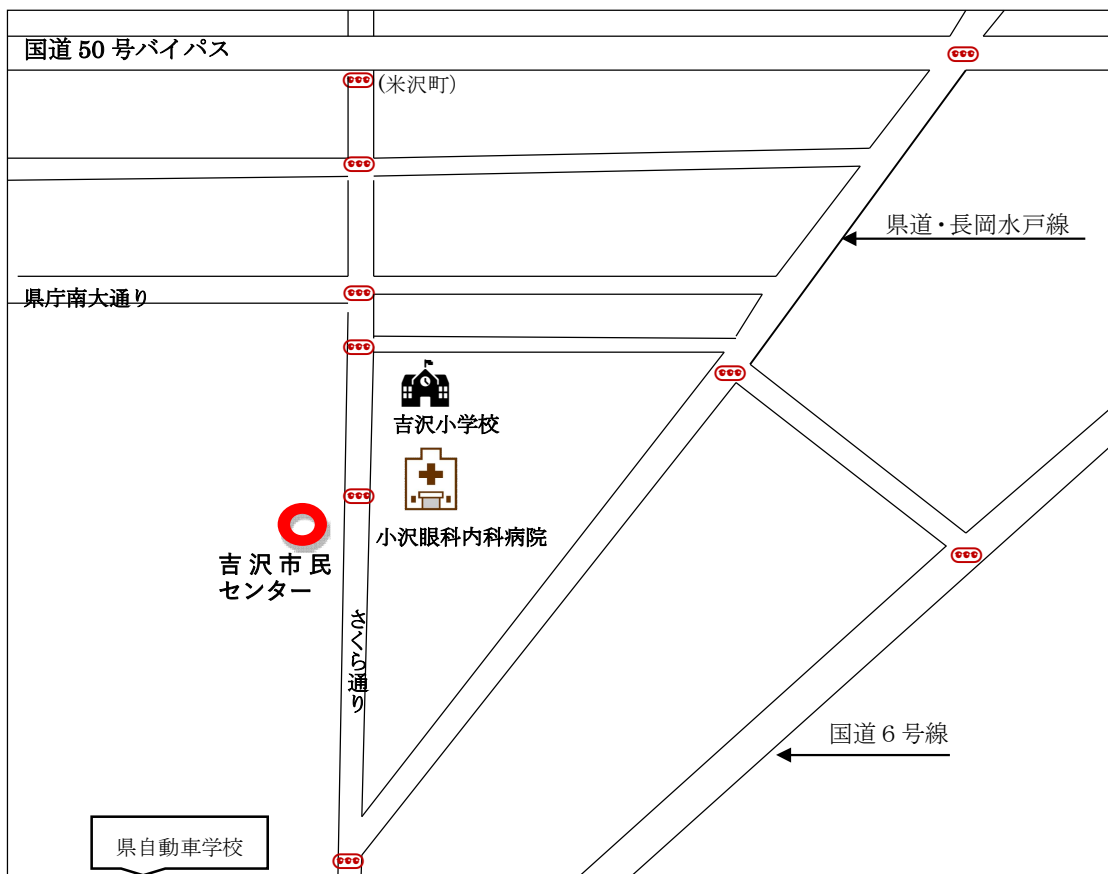 国道 50 号バイパス
(米沢町)
県道・長岡水戸線
県庁南大通り
吉沢小学校
小沢眼科内科病院
吉沢市民
センター
さくら通り
国道 6 号線
県自動車学校